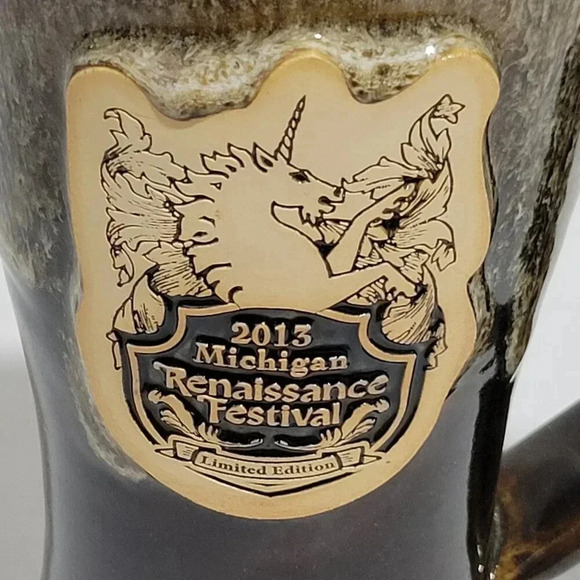 2013
Michigan
Renaissance
Festival
Limited Edition